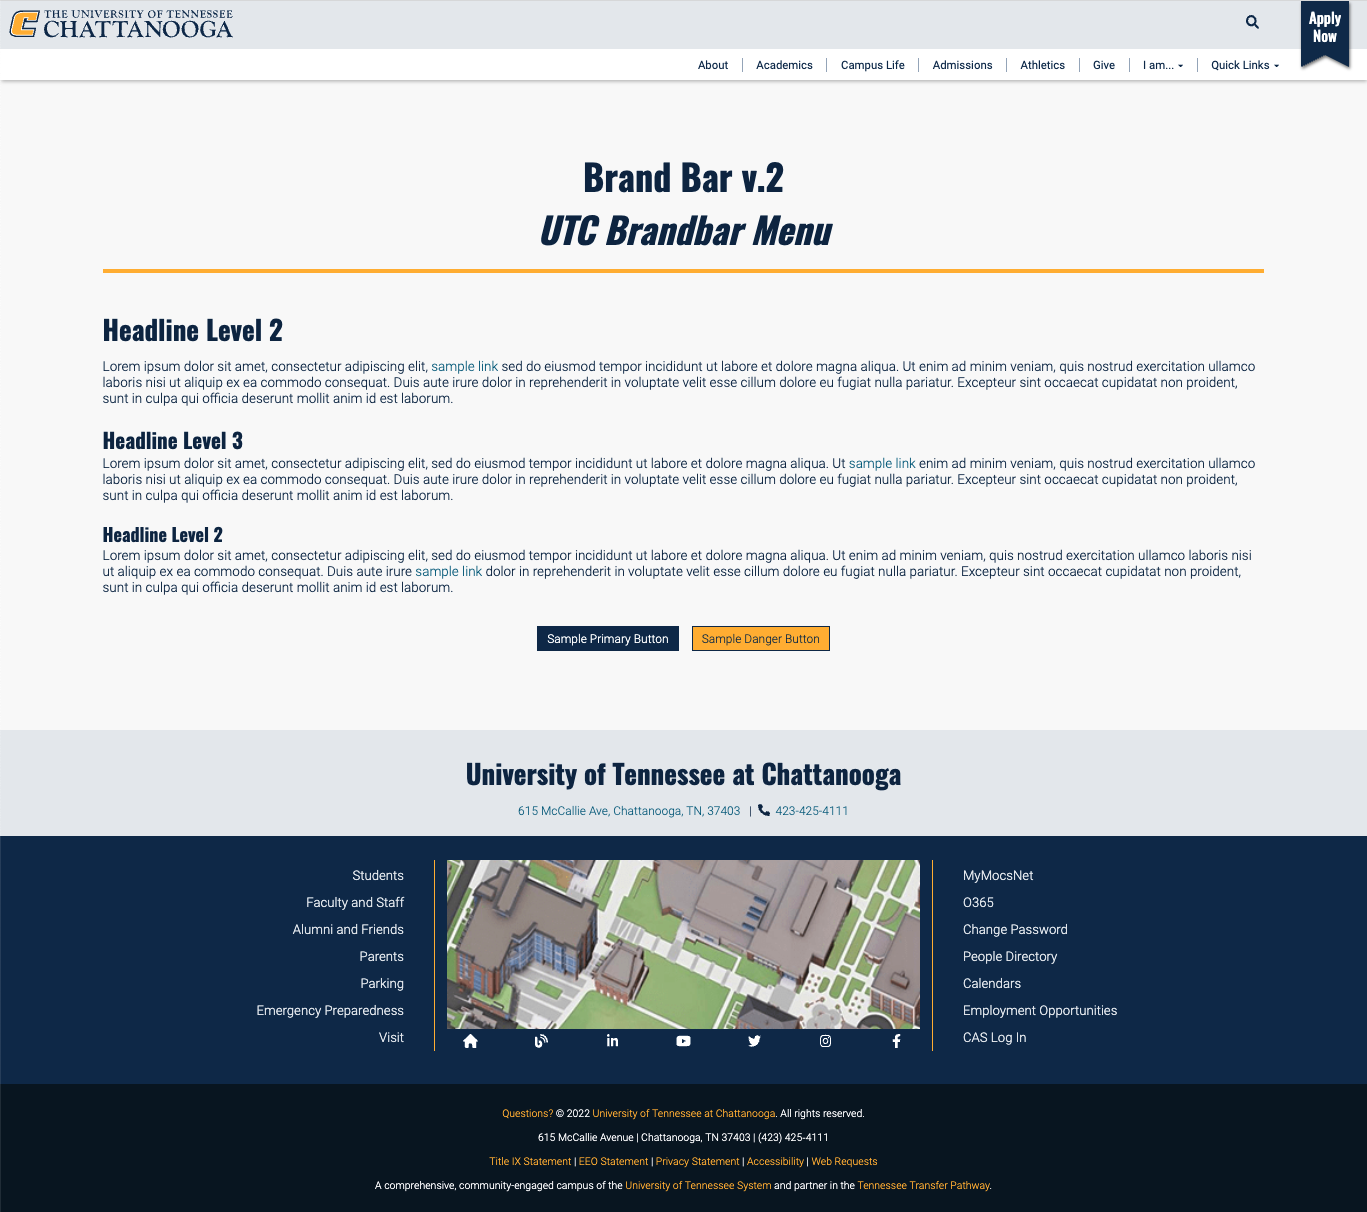 THE UNIVERSITY OF TENNESSEE
CHATTANOOGA
Apply
Now
About
Academics
Campus Life
Admissions
Athletics
Give
I am...
Quick Links
Brand Bar v.2
UTC Brandbar Menu
Headline Level 2
Lorem ipsum dolor sit amet, consectetur adipiscing elit, sample link sed do eiusmod tempor incididunt ut labore et dolore magna aliqua. Ut enim ad minim veniam, quis nostrud exercitation ullamco
laboris nisi ut aliquip ex ea commodo consequat. Duis aute irure dolor in reprehenderit in voluptate velit esse cillum dolore eu fugiat nulla pariatur. Excepteur sint occaecat cupidatat non proident,
sunt in culpa qui officia deserunt mollit anim id est laborum.
Headline Level 3
Lorem ipsum dolor sit amet, consectetur adipiscing elit, sed do eiusmod tempor incididunt ut labore et dolore magna aliqua. Ut sample link enim ad minim veniam, quis nostrud exercitation ullamco
laboris nisi ut aliquip ex ea commodo consequat. Duis aute irure dolor in reprehenderit in voluptate velit esse cillum dolore eu fugiat nulla pariatur. Excepteur sint occaecat cupidatat non proident,
sunt in culpa qui officia deserunt mollit anim id est laborum.
Headline Level 2
Lorem ipsum dolor sit amet, consectetur adipiscing elit, sed do eiusmod tempor incididunt ut labore et dolore magna aliqua. Ut enim ad minim veniam, quis nostrud exercitation ullamco laboris nisi
ut aliquip ex ea commodo consequat. Duis aute irure sample link dolor in reprehenderit in voluptate velit esse cillum dolore eu fugiat nulla pariatur. Excepteur sint occaecat cupidatat non proident,
sunt in culpa qui officia deserunt mollit anim id est laborum.
Sample Primary Button
Sample Danger Button
University of Tennessee at Chattanooga
615 McCallie Ave, Chattanooga, TN, 37403 | 423-425-4111
Students
Faculty and Staff
Alumni and Friends
Parents
Parking
Emergency Preparedness
Visit
MyMocsNet
O365
Change Password
People Directory
Calendars
Employment Opportunities
CAS Log In
Questions? © 2022 University of Tennessee at Chattanooga. All rights reserved.
615 McCallie Avenue | Chattanooga, TN 37403 | (423) 425-4111
Title IX Statement | EEO Statement | Privacy Statement | Accessibility | Web Requests
A comprehensive, community-engaged campus of the University of Tennessee System and partner in the Tennessee Transfer Pathway.